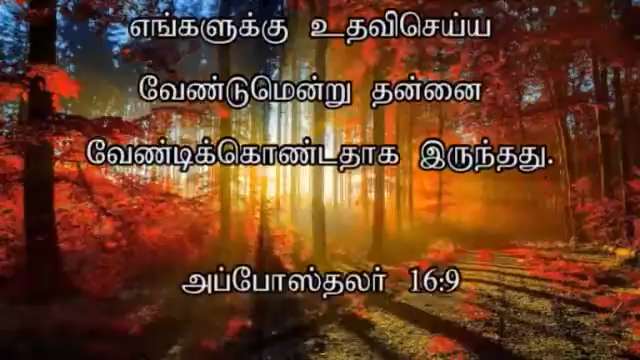 எங்களுக்கு உதவிசெய்ய
வேண்டுமென்று தன்னை
வேண்டிக்கொண்டதாக இருந்தது.
அப்போஸ்தலர் 16:9